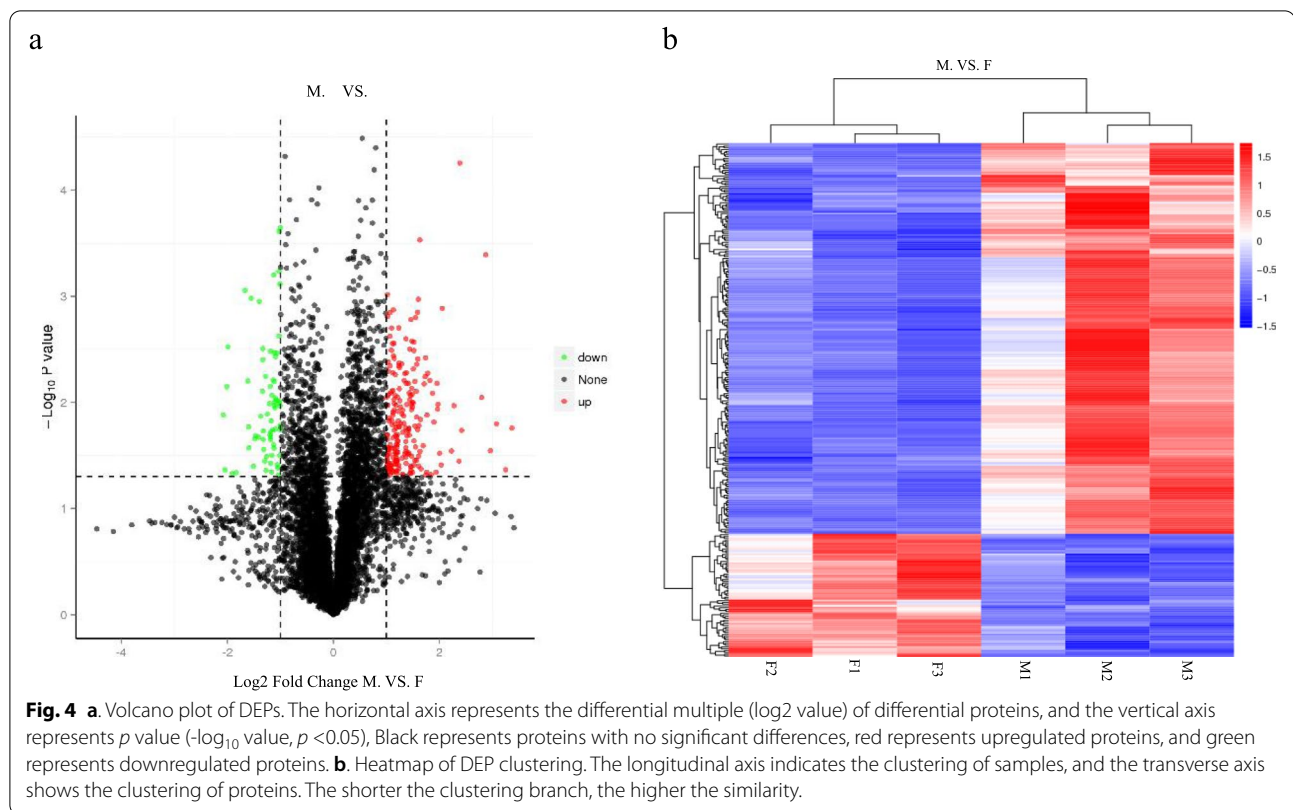 a
M. VS.
−Log10 P value
4
3
2
1
0
-4
-2
0
2
Log2 Fold Change M. VS. F
down
None
up
b
M. VS. F
1.5
1
0.5
0
−0.5
−1
−1.5
F2
F1
F3
M1
M2
M3
Fig. 4 a. Volcano plot of DEPs. The horizontal axis represents the differential multiple (log2 value) of differential proteins, and the vertical axis
represents p value (-log10 value, p <0.05), Black represents proteins with no significant differences, red represents upregulated proteins, and green
represents downregulated proteins. b. Heatmap of DEP clustering. The longitudinal axis indicates the clustering of samples, and the transverse axis
shows the clustering of proteins. The shorter the clustering branch, the higher the similarity.